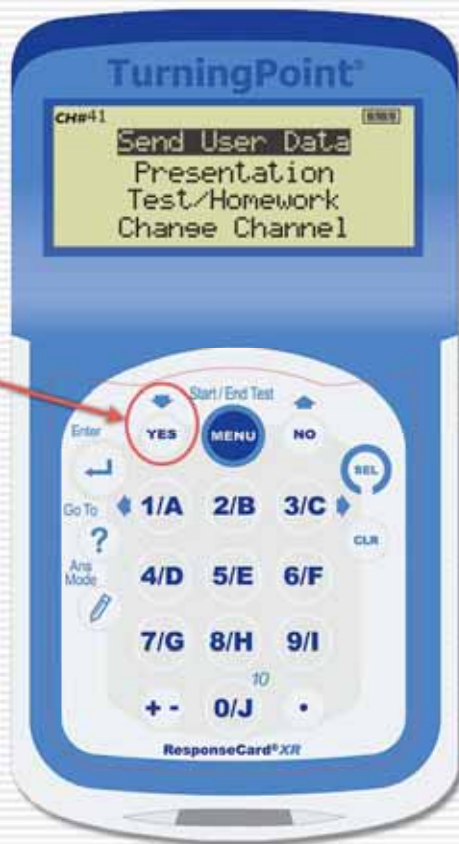 TurningPoint®
CH#41
Send User Data
Presentation
Test/Homework
Change Channel
Start / End Test
Enter
YES
MENU
NO
SEL
Go To
1/A
2/B
3/C
?
CLR
Ans
Mode
4/D
5/E
6/F
7/G
8/H
9/I
10
+ -
0/J
•
ResponseCard®XR